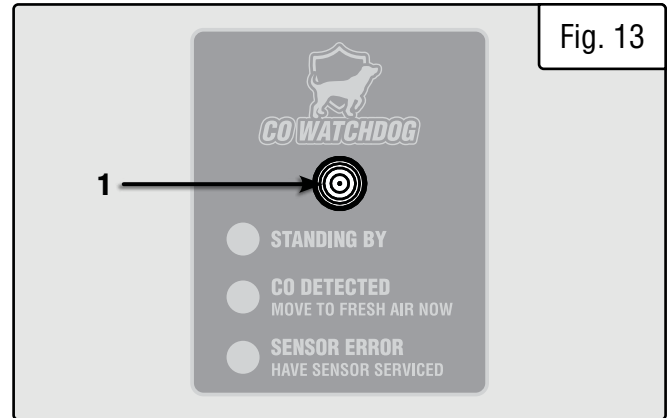 Fig. 13
CO WATCHDOG
1
STANDING BY
CO DETECTED
MOVE TO FRESH AIR NOW
SENSOR ERROR
HAVE SENSOR SERVICED